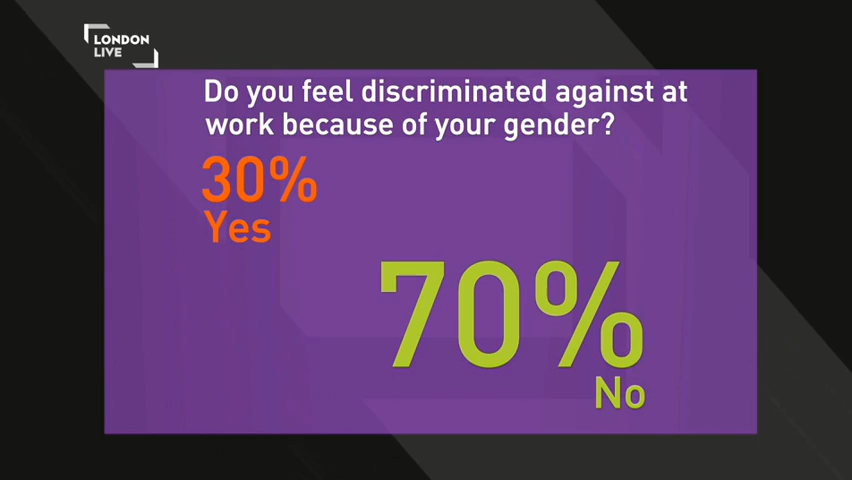 LONDON
LIVE
Do you feel discriminated against at
work because of your gender?
30%
Yes
70%
No